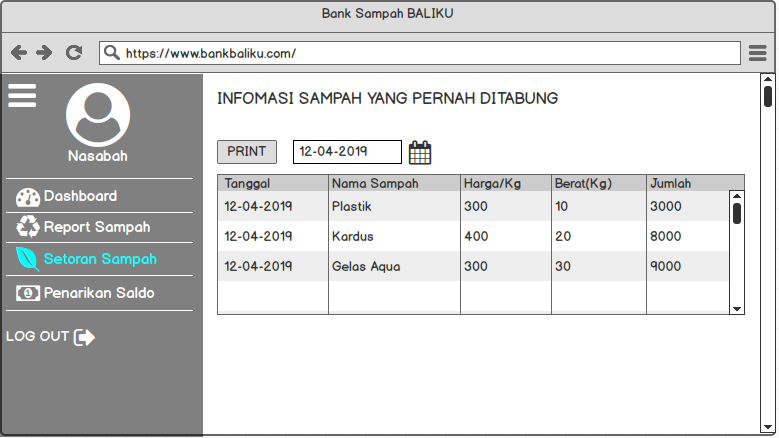 Bank Sampah BALIKU
https://www.bankbaliku.com/
Nasabah
Dashboard
Report Sampah
Setoran Sampah
Penarikan Saldo
LOG OUT
INFOMASI SAMPAH YANG PERNAH DITABUNG
PRINT 12-04-2019
Tanggal Nama Sampah Harga/Kg Berat(Kg) Jumlah
12-04-2019 Plastik 300 10 3000
12-04-2019 Kardus 400 20 8000
12-04-2019 Gelas Aqua 300 30 9000